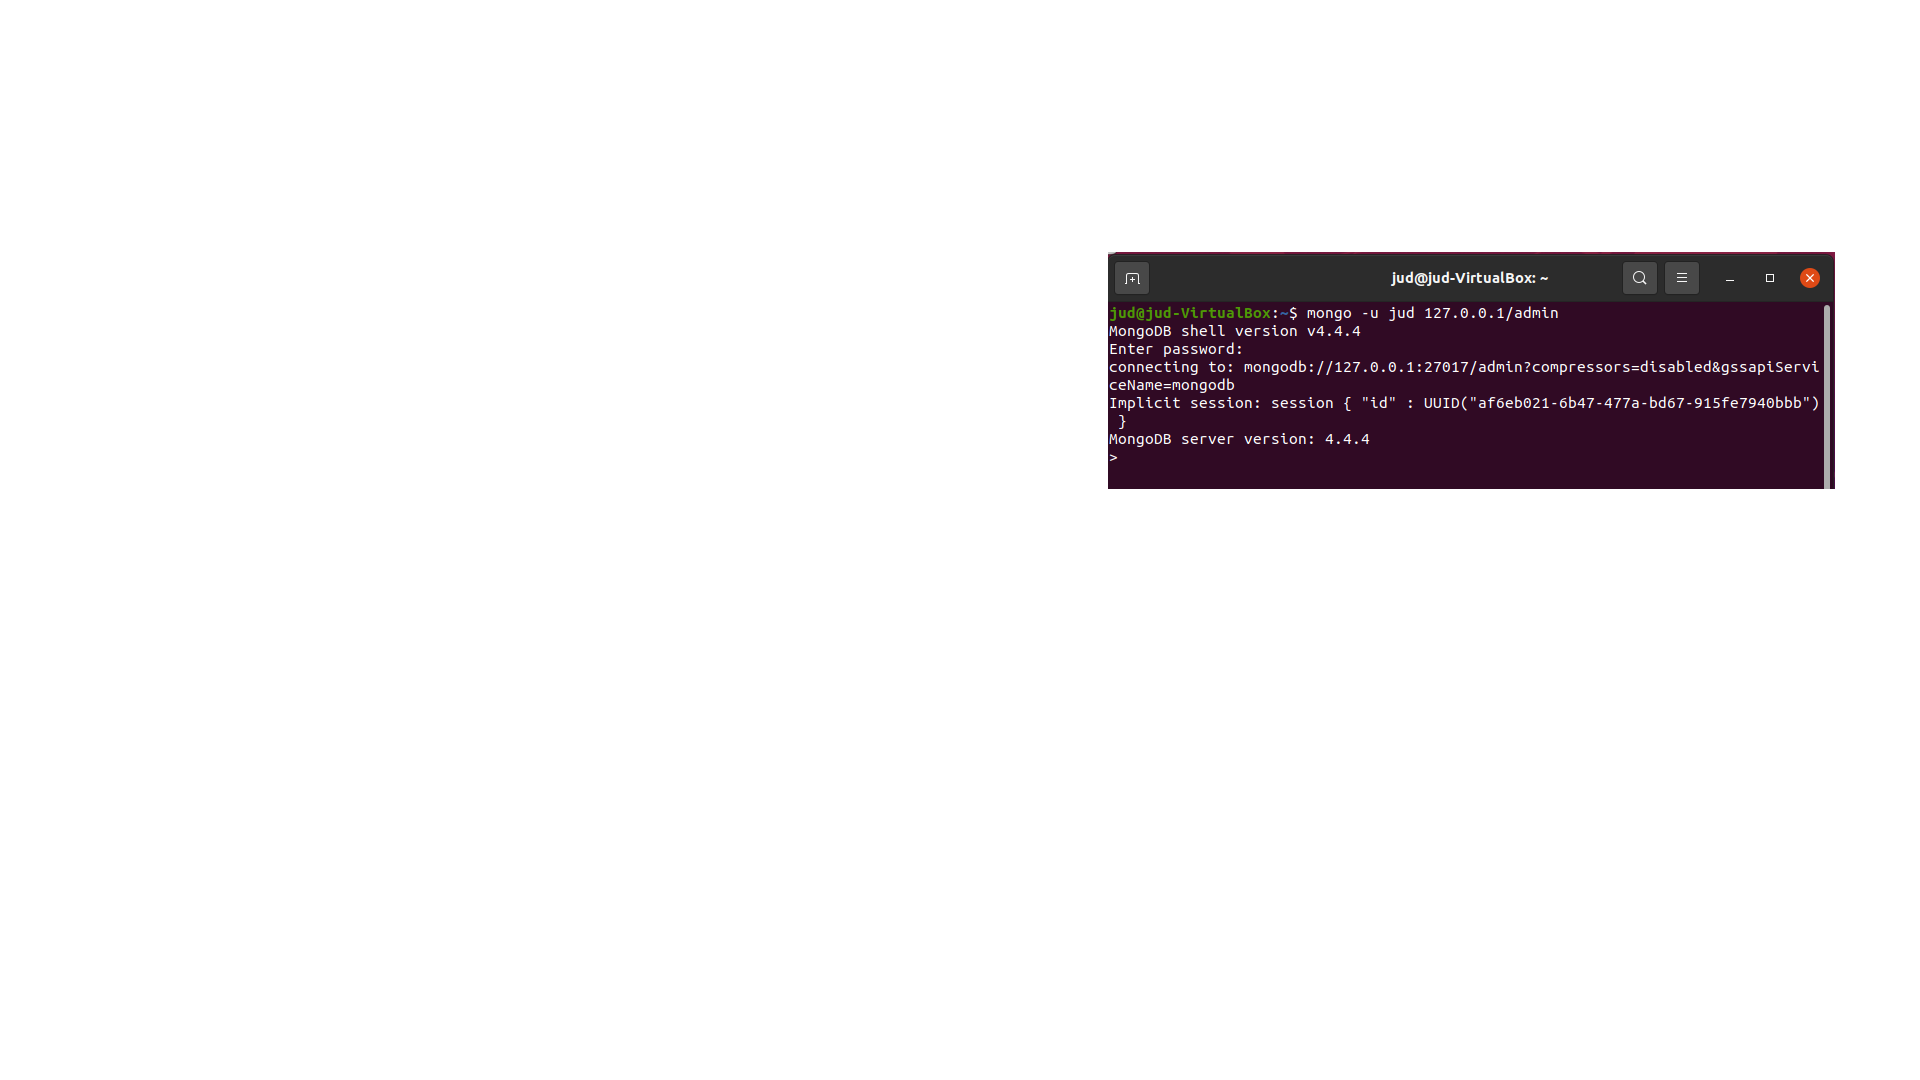 jud@jud-VirtualBox: ~
jud@jud-VirtualBox:~$ mongo -u jud 127.0.0.1/admin
MongoDB shell version v4.4.4
Enter password:
connecting to: mongodb://127.0.0.1:27017/admin?compressors=disabled&gssapiServi
ceName=mongodb
Implicit session: session { "id" : UUID("af6eb021-6b47-477a-bd67-915fe7940bbb")
 }
MongoDB server version: 4.4.4
>